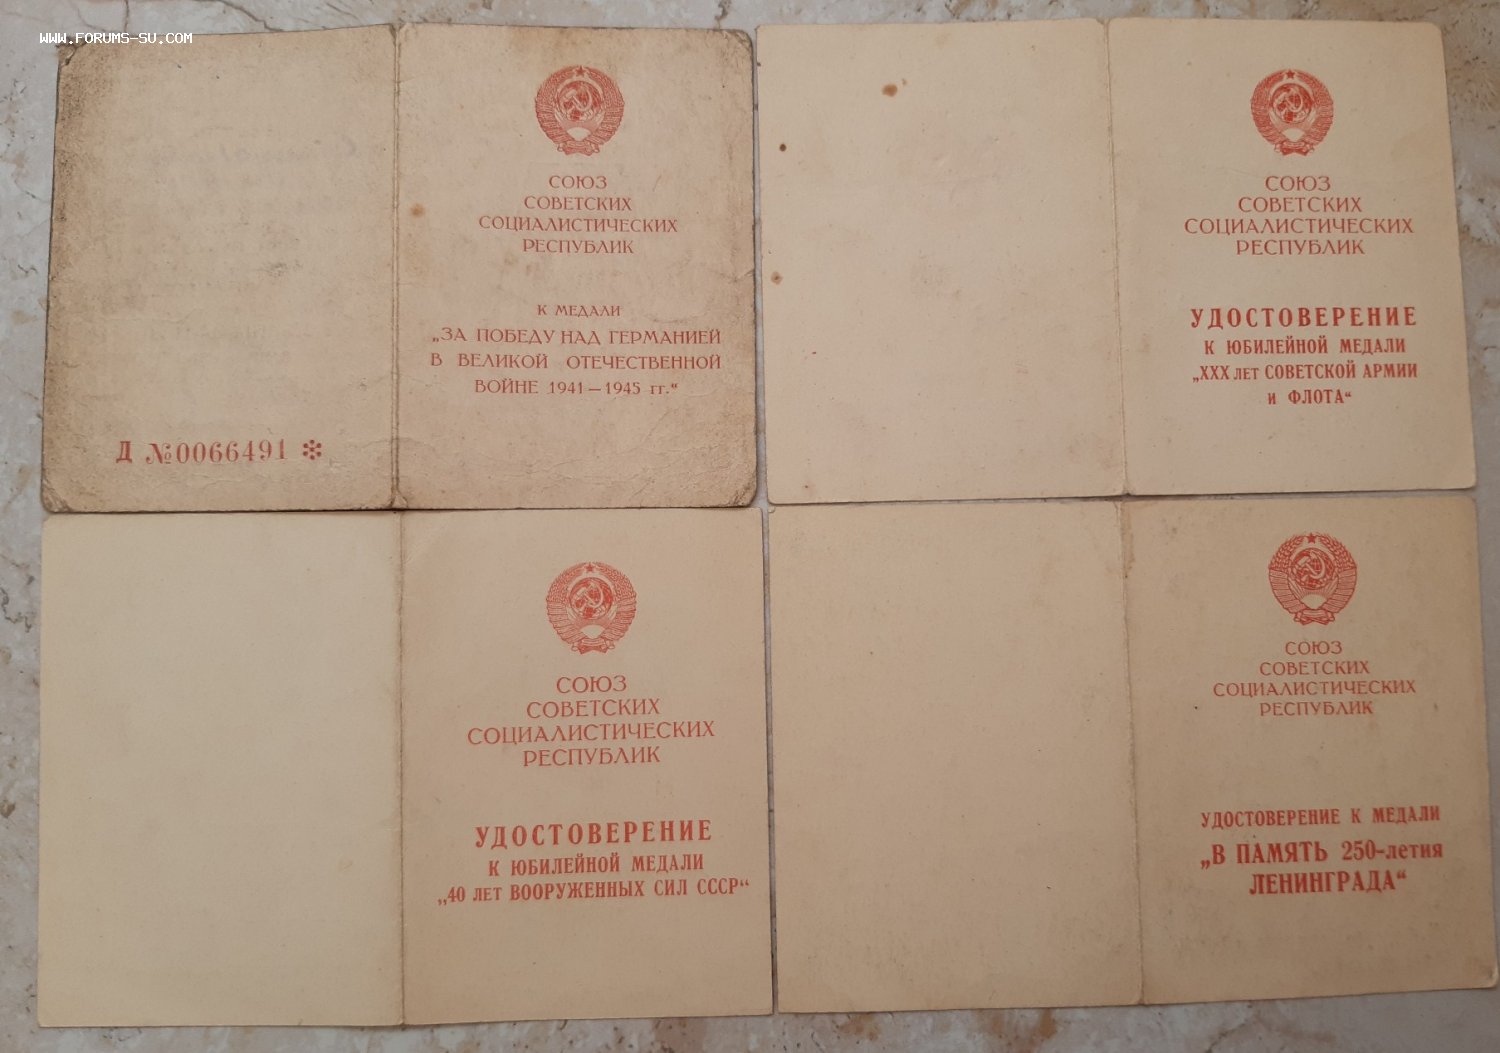 WWW.FORUMS-SU.COM
СОЮЗ
СОВЕТСКИХ
СОЦИАЛИСТИЧЕСКИХ
РЕСПУБЛИК
К МЕДАЛИ
„ЗА ПОБЕДУ НАД ГЕРМАНИЕЙ
В ВЕЛИКОЙ ОТЕЧЕСТВЕННОЙ
ВОЙНЕ 1941—1945 гг.“
Д №0066491
СОЮЗ
СОВЕТСКИХ
СОЦИАЛИСТИЧЕСКИХ
РЕСПУБЛИК
УДОСТОВЕРЕНИЕ
К ЮБИЛЕЙНОЙ МЕДАЛИ
„XXX лет СОВЕТСКОЙ АРМИИ
и ФЛОТА“
СОЮЗ
СОВЕТСКИХ
СОЦИАЛИСТИЧЕСКИХ
РЕСПУБЛИК
УДОСТОВЕРЕНИЕ
К ЮБИЛЕЙНОЙ МЕДАЛИ
„40 ЛЕТ ВООРУЖЕННЫХ СИЛ СССР“
СОЮЗ
СОВЕТСКИХ
СОЦИАЛИСТИЧЕСКИХ
РЕСПУБЛИК
УДОСТОВЕРЕНИЕ К МЕДАЛИ
„В ПАМЯТЬ 250-летия
ЛЕНИНГРАДА“